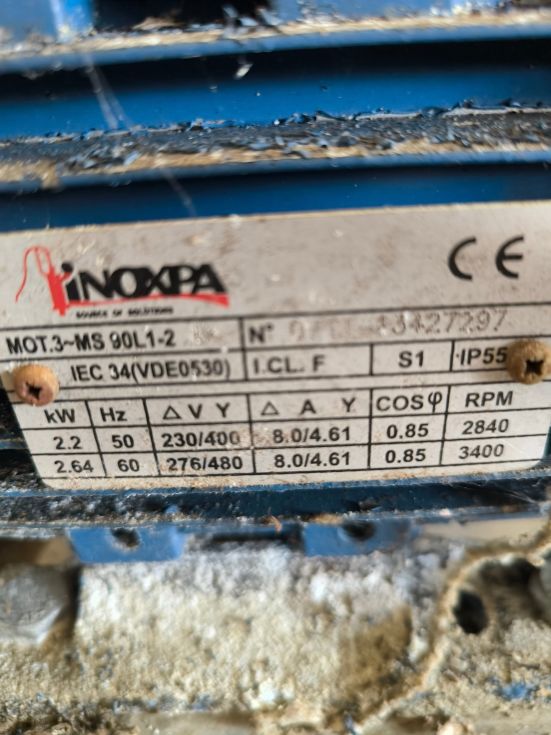 iNOXPA
SOURCE OF SOLUTIONS
CE
MOT.3~MS 90L1-2 N°
IEC 34(VDE0530) I.CL. F S1 IP55
kW Hz △ V Y △ A Y COSφ RPM
2.2 50 230/400 8.0/4.61 0.85 2840
2.64 60 276/480 8.0/4.61 0.85 3400